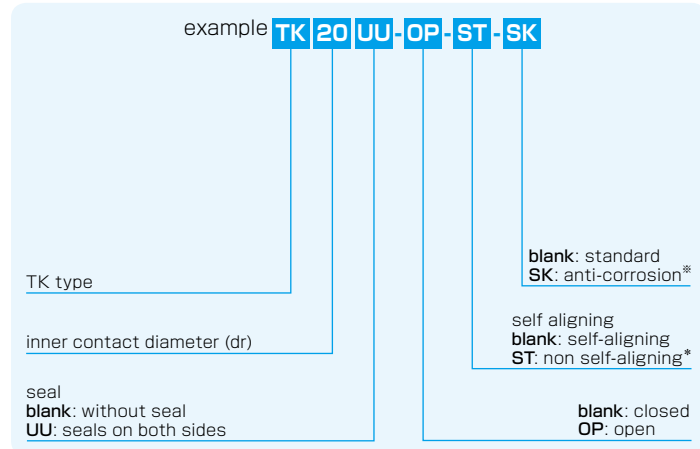 example TK 20 UU-OP-ST-SK
blank: standard
SK: anti-corrosion※
TK type
self aligning
blank: self-aligning
ST: non self-aligning*
inner contact diameter (dr)
seal
blank: without seal
UU: seals on both sides
blank: closed
OP: open